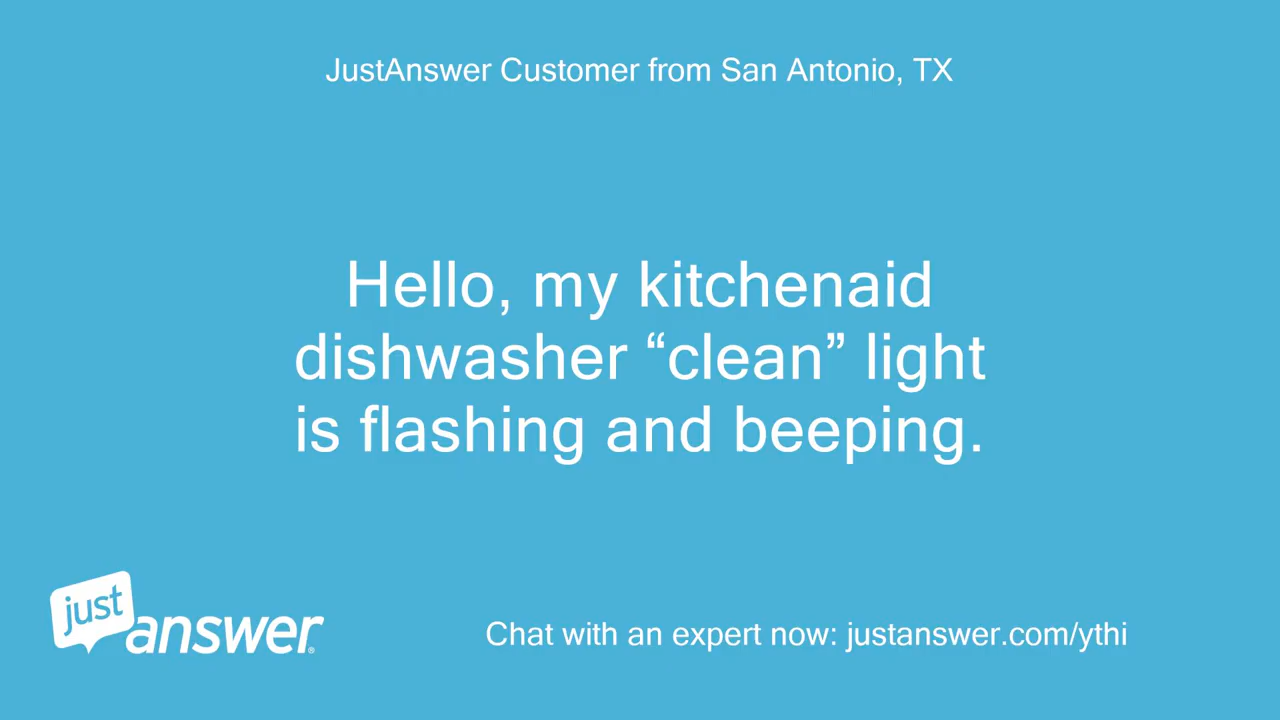 JustAnswer Customer from San Antonio, TX
Hello, my kitchenaid
dishwasher “clean” light
is flashing and beeping.
just
answer®
Chat with an expert now: justanswer.com/ythi